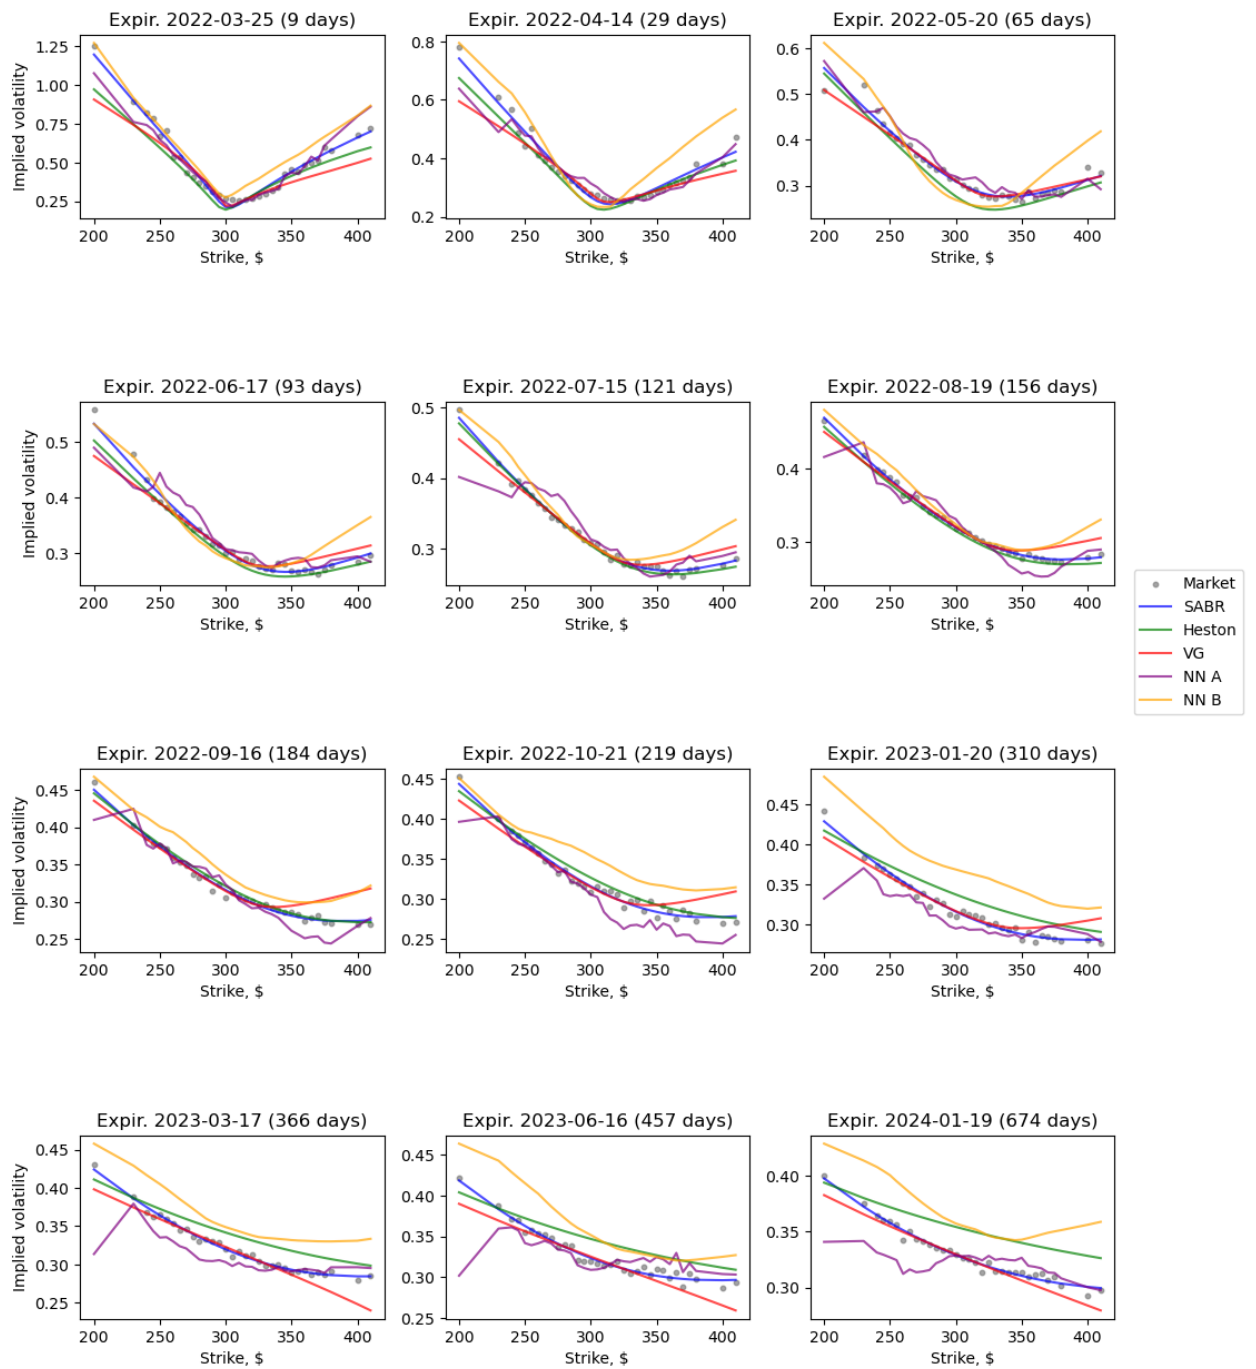 Expir. 2022-03-25 (9 days)
Expir. 2022-04-14 (29 days)
Expir. 2022-05-20 (65 days)
Implied volatility
1.25
1.00
0.75
0.50
0.25
0.8
0.6
0.4
0.2
0.6
0.5
0.4
0.3
200 250 300 350 400
200 250 300 350 400
200 250 300 350 400
Strike, $
Strike, $
Strike, $
Expir. 2022-06-17 (93 days)
Expir. 2022-07-15 (121 days)
Expir. 2022-08-19 (156 days)
Implied volatility
0.5
0.4
0.3
0.5
0.4
0.3
0.4
0.3
200 250 300 350 400
200 250 300 350 400
200 250 300 350 400
Strike, $
Strike, $
Strike, $
Market
SABR
Heston
VG
NN A
NN B
Expir. 2022-09-16 (184 days)
Expir. 2022-10-21 (219 days)
Expir. 2023-01-20 (310 days)
Implied volatility
0.45
0.40
0.35
0.30
0.25
0.45
0.40
0.35
0.30
0.25
0.45
0.40
0.35
0.30
200 250 300 350 400
200 250 300 350 400
200 250 300 350 400
Strike, $
Strike, $
Strike, $
Expir. 2023-03-17 (366 days)
Expir. 2023-06-16 (457 days)
Expir. 2024-01-19 (674 days)
Implied volatility
0.45
0.40
0.35
0.30
0.25
0.45
0.40
0.35
0.30
0.25
0.40
0.35
0.30
200 250 300 350 400
200 250 300 350 400
200 250 300 350 400
Strike, $
Strike, $
Strike, $